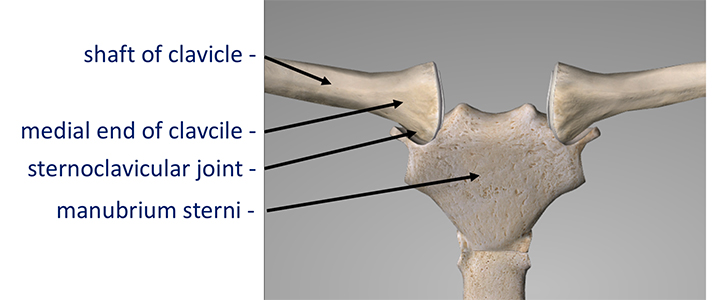 shaft of clavicle -
medial end of clavcile -
sternoclavicular joint -
manubrium sterni -